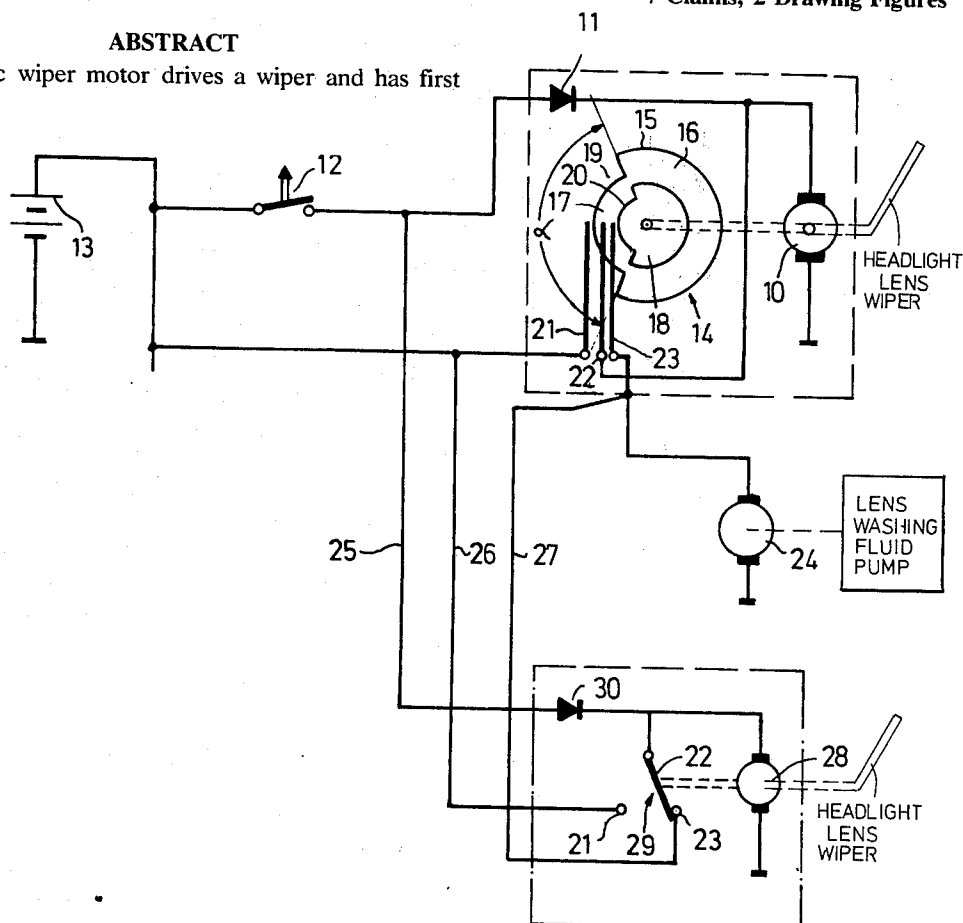 7 Claims, 2 Drawing Figures
ABSTRACT
c wiper motor drives a wiper and has first
11
12
13
15
16
19
20
17
18
14
10
HEADLIGHT
LENS
WIPER
21
22
23
25
26
27
24
LENS
WASHING
FLUID
PUMP
30
22
28
21
29
23
HEADLIGHT
LENS
WIPER